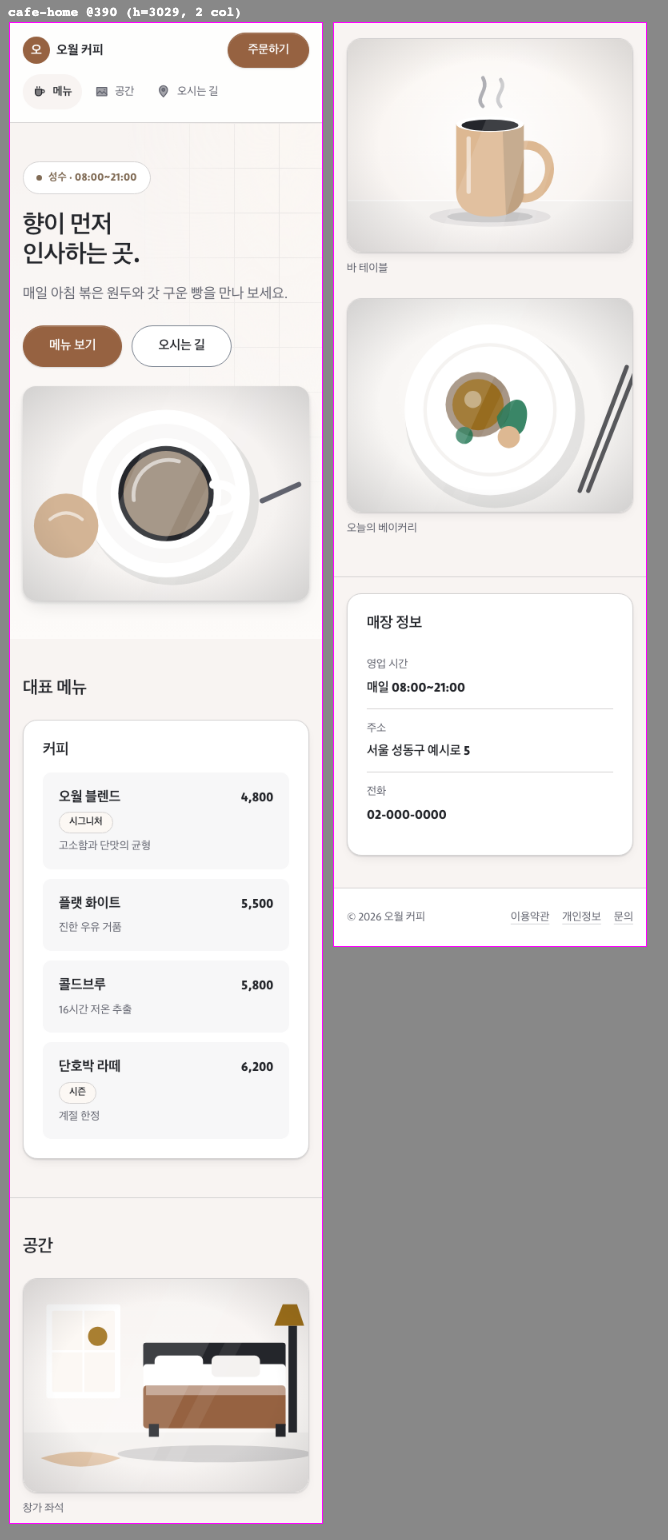 cafe-home @390 (h=3029, 2 col)
오 오월 커피
주문하기
메뉴 공간 오시는 길
성수 · 08:00~21:00
향이 먼저
인사하는 곳.
매일 아침 볶은 원두와 갓 구운 빵을 만나 보세요.
메뉴 보기 오시는 길
대표 메뉴
커피
오월 블렌드 4,800
시그니처
고소함과 단맛의 균형
플랫 화이트 5,500
진한 우유 거품
콜드브루 5,800
16시간 저온 추출
단호박 라떼 6,200
시즌
계절 한정
공간
창가 좌석
바 테이블
오늘의 베이커리
매장 정보
영업 시간
매일 08:00~21:00
주소
서울 성동구 예시로 5
전화
02-000-0000
© 2026 오월 커피 이용약관 개인정보 문의